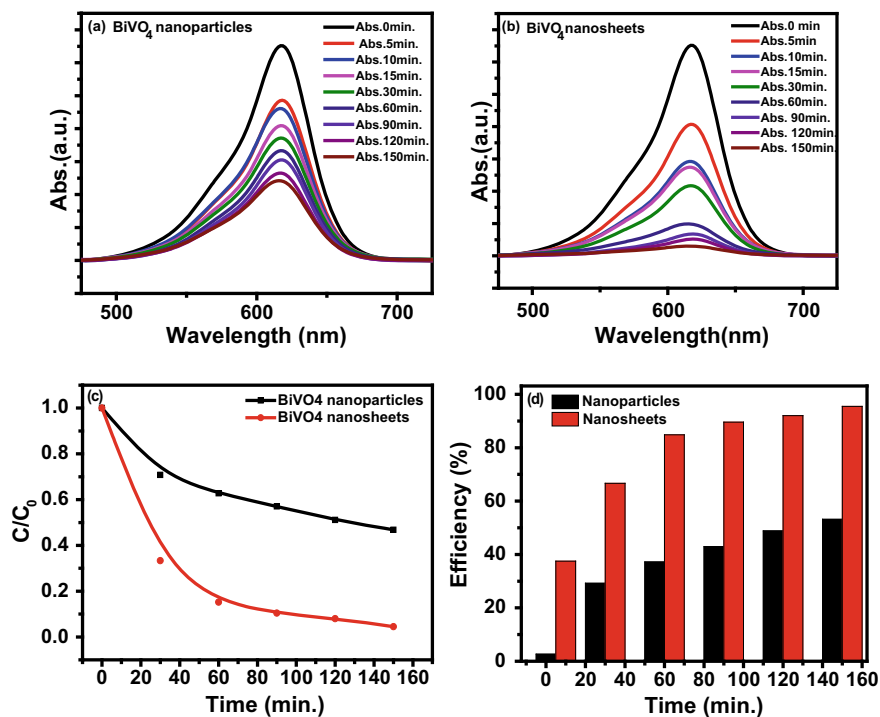 (a) BiVO4 nanoparticles
Abs.0min.
Abs.5min.
Abs.10min.
Abs.15min.
Abs.30min.
Abs.60min.
Abs.90min.
Abs.120min.
Abs.150min.
Abs.(a.u.)
500 600 700
Wavelength (nm)
(b) BiVO4 nanosheets
Abs.0 min
Abs.5min
Abs.10min.
Abs.15min
Abs.30min.
Abs.60min.
Abs. 90min.
Abs. 120min
Abs. 150min.
Abs.(a.u.)
500 600 700
Wavelength(nm)
(c)
BiVO4 nanoparticles
BiVO4 nanosheets
1.0
0.8
0.6
0.4
0.2
0.0
C/C0
0 20 40 60 80 100 120 140 160
Time (min.)
(d)
Nanoparticles
Nanosheets
100
80
60
40
20
0
Efficiency (%)
0 20 40 60 80 100 120 140 160
Time (min.)